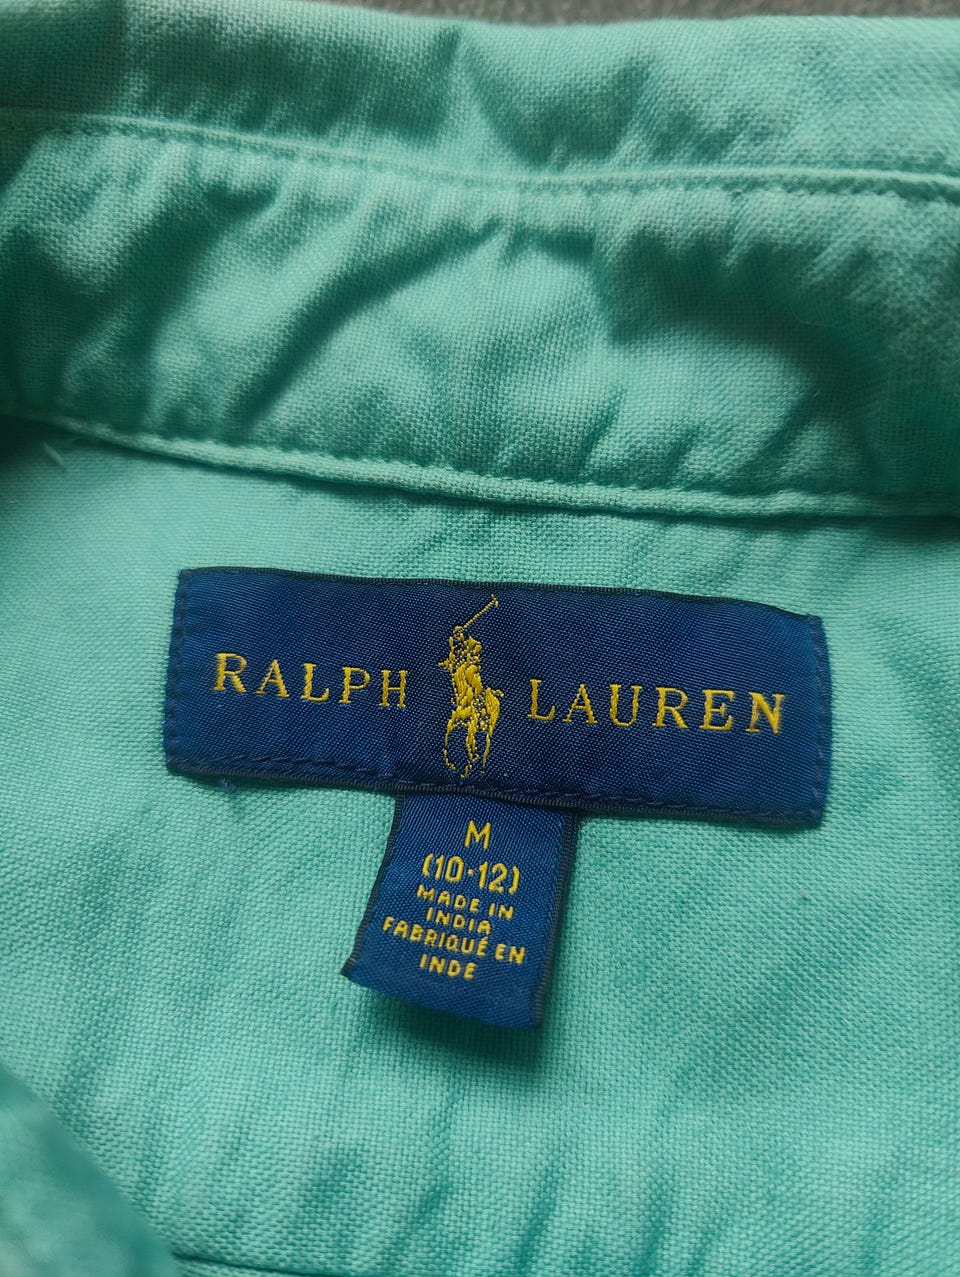 RALPH LAUREN
M
(10-12)
MADE IN
INDIA
FABRIQUÉ EN
INDE